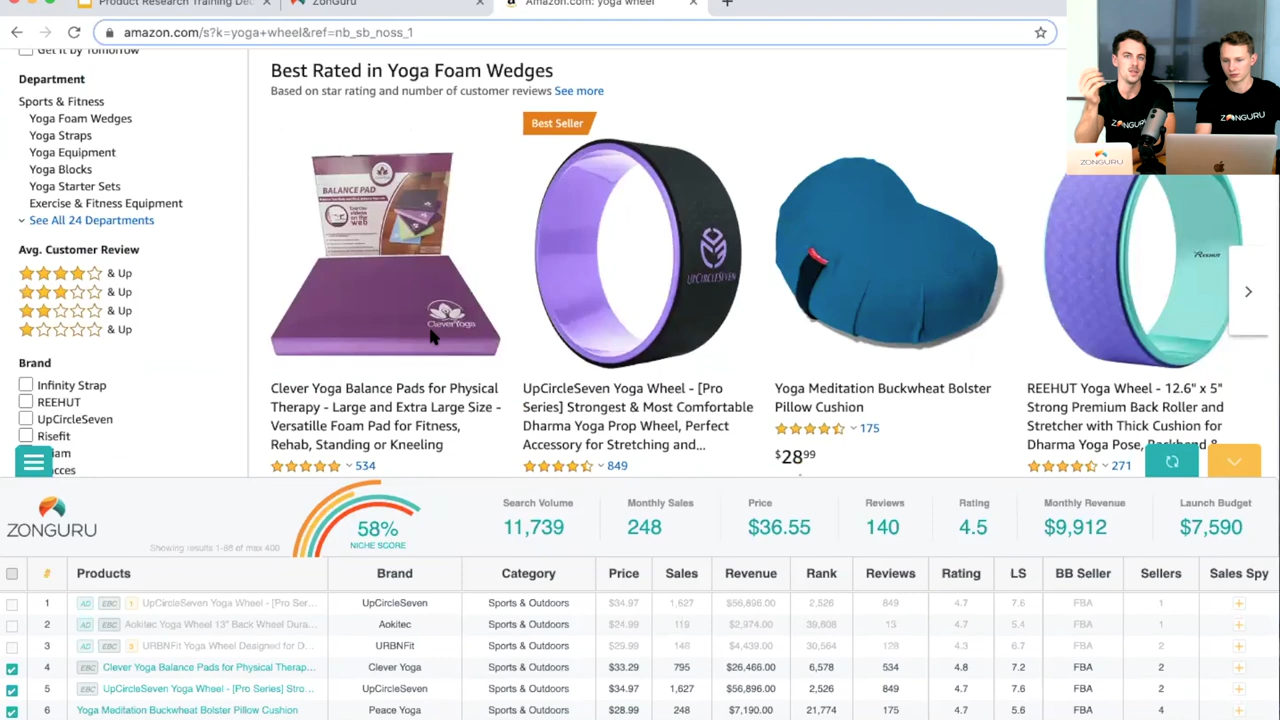 Product Research Training Dec
ZonGuru
Amazon.com: yoga wheel
amazon.com/s?k=yoga+wheel&ref=nb_sb_noss_1
Get It by Tomorrow
Department
Sports & Fitness
Yoga Foam Wedges
Yoga Straps
Yoga Equipment
Yoga Blocks
Yoga Starter Sets
Exercise & Fitness Equipment
See All 24 Departments
Avg. Customer Review
& Up
& Up
& Up
& Up
Brand
Infinity Strap
REEHUT
UpCircleSeven
Risefit
Best Rated in Yoga Foam Wedges
Based on star rating and number of customer reviews See more
Best Seller
BALANCE PAD
CleverYoga
UPCIRCLESEVEN
REEHUT
ZONGURU
ZONGURU
ZONGURU
Clever Yoga Balance Pads for Physical
Therapy - Large and Extra Large Size -
Versatille Foam Pad for Fitness,
Rehab, Standing or Kneeling
534
UpCircleSeven Yoga Wheel - [Pro
Series] Strongest & Most Comfortable
Dharma Yoga Prop Wheel, Perfect
Accessory for Stretching and...
849
Yoga Meditation Buckwheat Bolster
Pillow Cushion
175
$28.99
REEHUT Yoga Wheel - 12.6" x 5"
Strong Premium Back Roller and
Stretcher with Thick Cushion for
Dharma Yoga Pose, Backbend &
271
ZONGURU
Showing results 1-66 of max 400
58%
NICHE SCORE
Search Volume
11,739
Monthly Sales
248
Price
$36.55
Reviews
140
Rating
4.5
Monthly Revenue
$9,912
Launch Budget
$7,590
# Products Brand Category Price Sales Revenue Rank Reviews Rating LS BB Seller Sellers Sales Spy
1 AD EBC 1 UpCircleSeven Yoga Wheel - [Pro Ser... UpCircleSeven Sports & Outdoors $34.97 1,627 $56,896.00 2,526 849 4.7 7.6 FBA 1 +
2 AD EBC Aokitec Yoga Wheel 13" Back Wheel Dura... Aokitec Sports & Outdoors $24.99 119 $2,974.00 39,608 13 4.7 5.4 FBA 1 +
3 AD EBC 3 URBNFit Yoga Wheel Designed for D... URBNFit Sports & Outdoors $29.99 148 $4,439.00 30,564 128 4.3 6.7 FBA 2 +
4 EBC Clever Yoga Balance Pads for Physical Therap... Clever Yoga Sports & Outdoors $33.29 795 $26,466.00 6,578 534 4.8 7.2 FBA 2 +
5 EBC UpCircleSeven Yoga Wheel - [Pro Series] Stro... UpCircleSeven Sports & Outdoors $34.97 1,627 $56,896.00 2,526 849 4.7 7.6 FBA 2 +
6 Yoga Meditation Buckwheat Bolster Pillow Cushion Peace Yoga Sports & Outdoors $28.99 248 $7,190.00 21,774 175 4.7 5.6 FBA 4 +